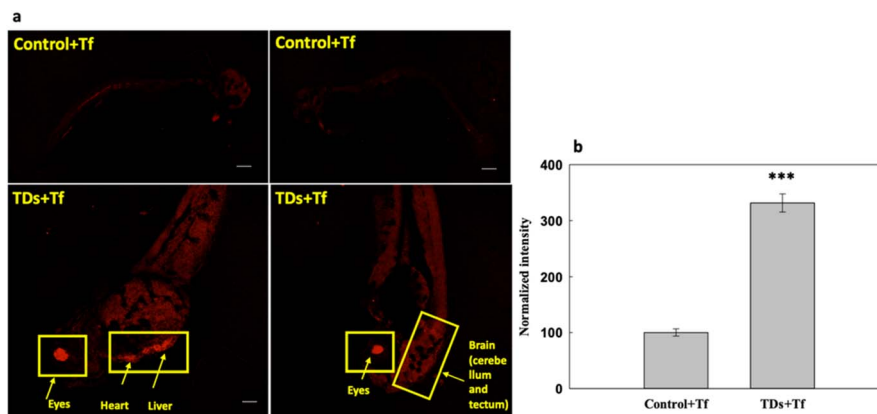 a
Control+Tf
Control+Tf
TDs+Tf
TDs+Tf
Eyes
Heart
Liver
Eyes
Brain
(cerebe
llum
and
tectum)
b
Normalized intensity
400
300
200
100
0
***
Control+Tf
TDs+Tf